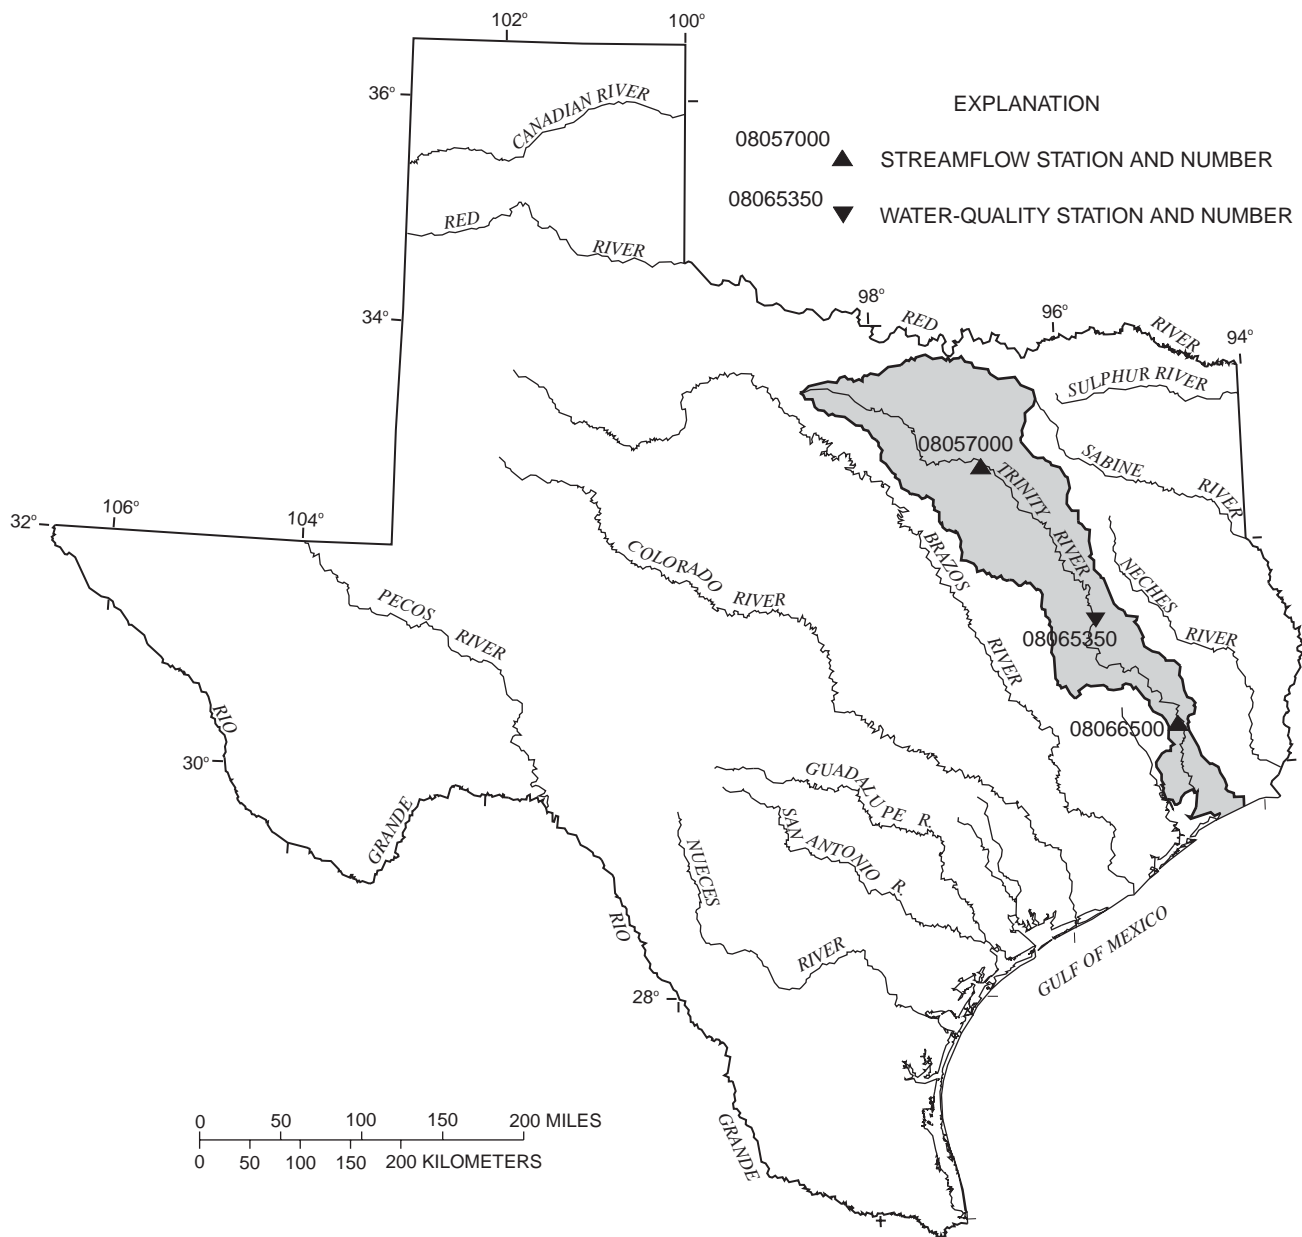 102°
100°
36°
CANADIAN RIVER
EXPLANATION
08057000
STREAMFLOW STATION AND NUMBER
08065350
WATER-QUALITY STATION AND NUMBER
RED
RIVER
34°
98°
RED
96°
RIVER
94°
SULPHUR RIVER
08057000
TRINITY
RIVER
SABINE
RIVER
32°
106°
104°
BRAZOS
RIVER
NECHES
RIVER
COLORADO
RIVER
PECOS
RIVER
08065350
08066500
RIO
30°
GRANDE
GUADALUPE R.
SAN ANTONIO R.
NUECES
RIVER
RIO
GULF OF MEXICO
28°
GRANDE
0 50 100 150 200 MILES
0 50 100 150 200 KILOMETERS